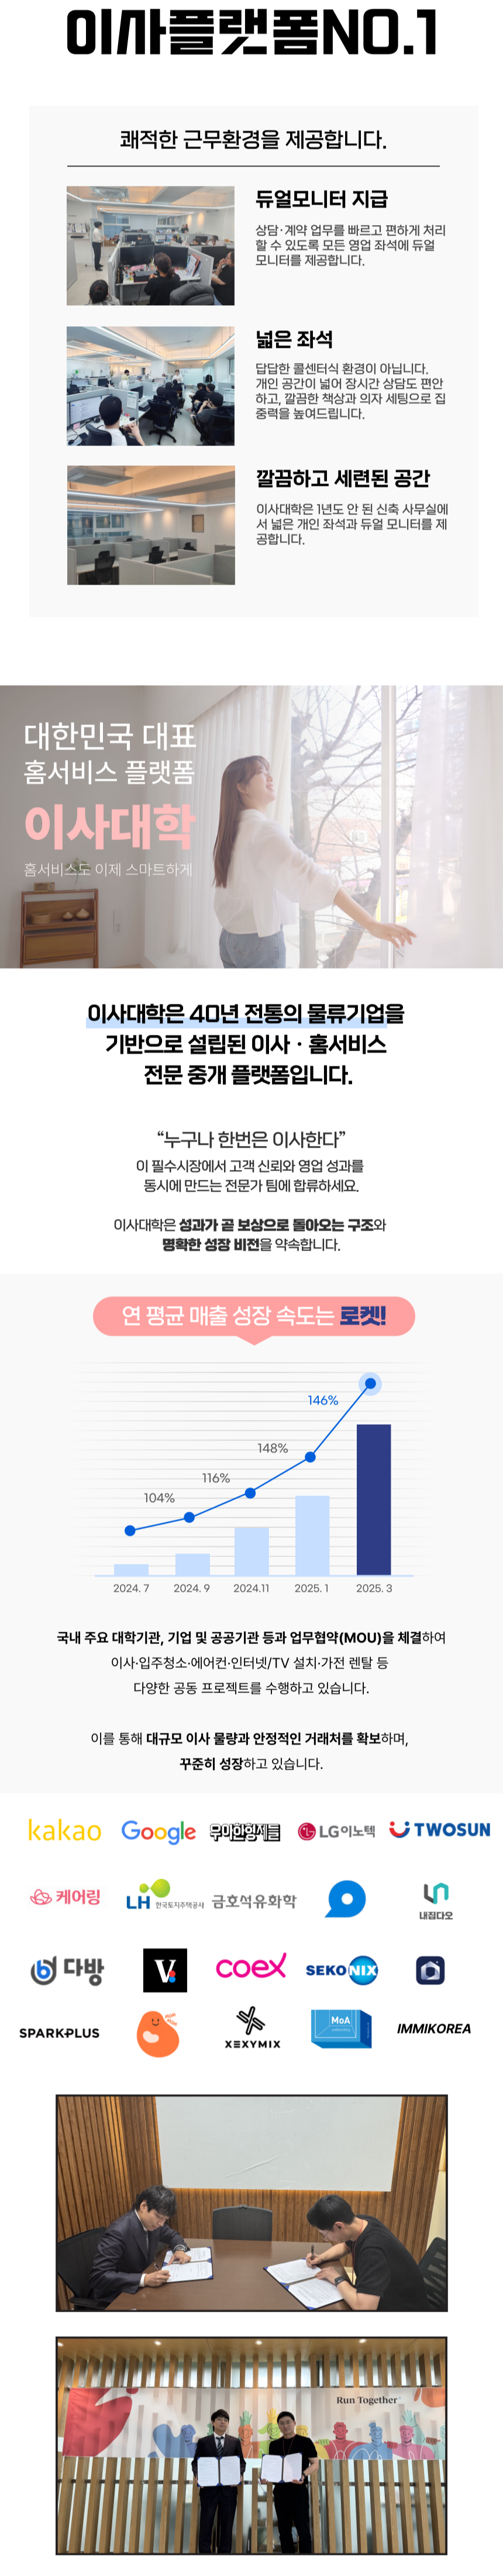 이사플랫폼NO.1
쾌적한 근무환경을 제공합니다.
듀얼모니터 지급
상담·계약 업무를 빠르고 편하게 처리
할 수 있도록 모든 영업 좌석에 듀얼
모니터를 제공합니다.
넓은 좌석
답답한 콜센터식 환경이 아닙니다.
개인 공간이 넓어 장시간 상담도 편안
하고, 깔끔한 책상과 의자 세팅으로 집
중력을 높여드립니다.
깔끔하고 세련된 공간
이사대학은 1년도 안 된 신축 사무실에
서 넓은 개인 좌석과 듀얼 모니터를 제
공합니다.
대한민국 대표
홈서비스 플랫폼
이사대학
홈서비스도 이제 스마트하게
이사대학은 40년 전통의 물류기업을
기반으로 설립된 이사 · 홈서비스
전문 중개 플랫폼입니다.
“누구나 한번은 이사한다”
이 필수시장에서 고객 신뢰와 영업 성과를
동시에 만드는 전문가 팀에 합류하세요.
이사대학은 성과가 곧 보상으로 돌아오는 구조와
명확한 성장 비전을 약속합니다.
연 평균 매출 성장 속도는 로켓!
146%
148%
116%
104%
2024. 7 2024. 9 2024.11 2025. 1 2025. 3
국내 주요 대학기관, 기업 및 공공기관 등과 업무협약(MOU)을 체결하여
이사·입주청소·에어컨·인터넷/TV 설치·가전 렌탈 등
다양한 공동 프로젝트를 수행하고 있습니다.
이를 통해 대규모 이사 물량과 안정적인 거래처를 확보하며,
꾸준히 성장하고 있습니다.
kakao Google 우아한형제들 LG이노텍 TWOSUN
케어링 LH 한국토지주택공사 금호석유화학 내집다오
다방 V. coex SEKONIX
SPARKPLUS XEXYMIX MoA IMMIKOREA
Run Together